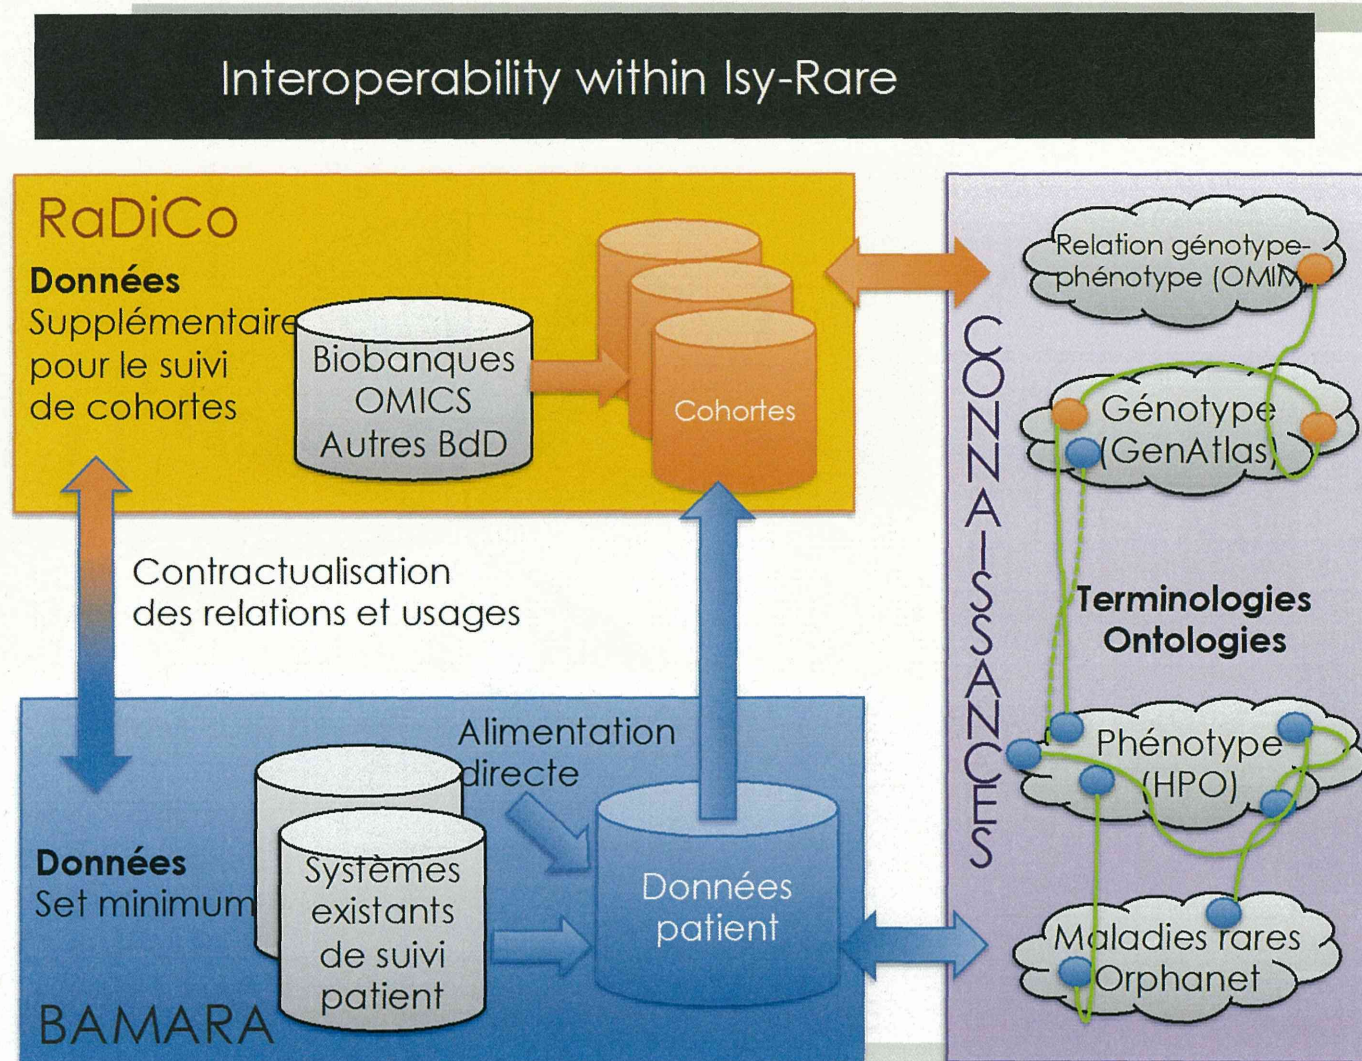 Interoperability within Isy-Rare
RaDiCo
Données
Supplémentaire
pour le suivi
de cohortes
Biobanques
OMICS
Autres BdD
Cohortes
Contractualisation
des relations et usages
Alimentation
directe
Données
Set minimum
Systèmes
existants
de suivi
patient
Données
patient
BAMARA
CONNAISSANCES
Relation génotype-
phénotype (OMIM)
Génotype
(GenAtlas)
Terminologies
Ontologies
Phénotype
(HPO)
Maladies rares
Orphanet